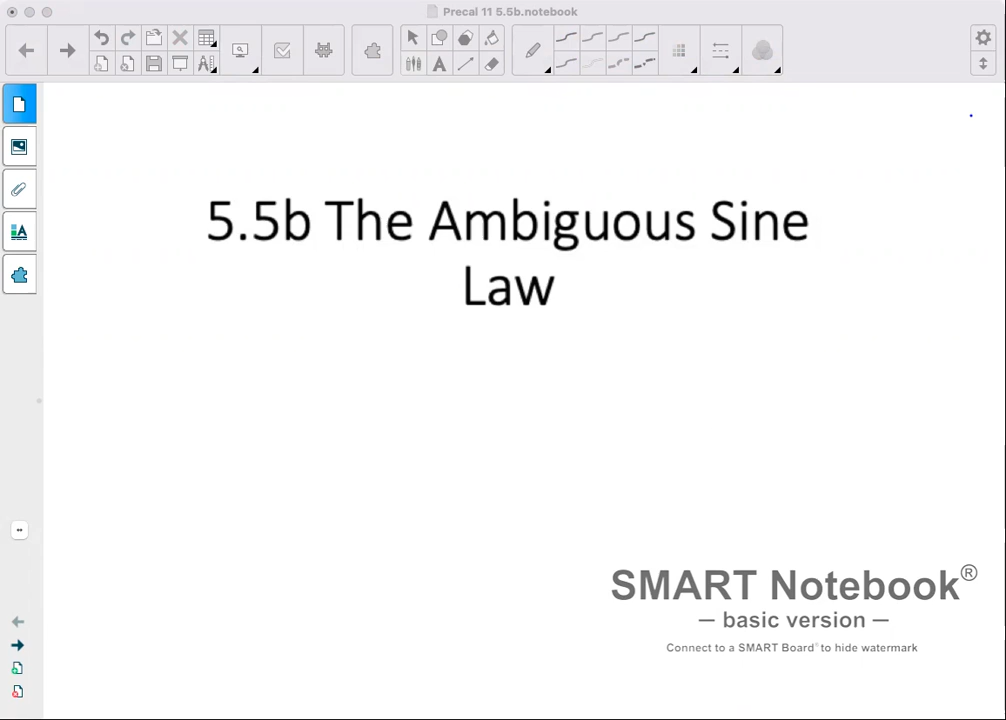 Precal 11 5.5b.notebook
5.5b The Ambiguous Sine
Law
SMART Notebook®
— basic version —
Connect to a SMART Board™ to hide watermark